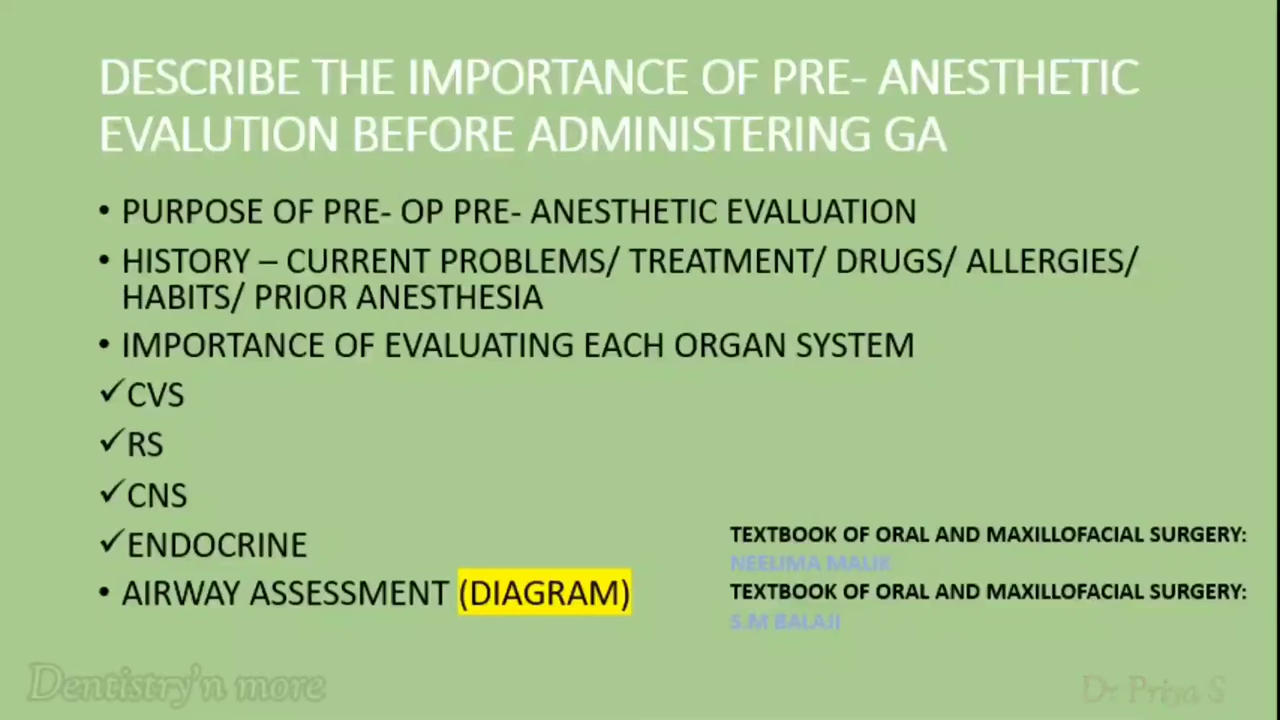 DESCRIBE THE IMPORTANCE OF PRE- ANESTHETIC
EVALUTION BEFORE ADMINISTERING GA
• PURPOSE OF PRE- OP PRE- ANESTHETIC EVALUATION
• HISTORY – CURRENT PROBLEMS/ TREATMENT/ DRUGS/ ALLERGIES/
HABITS/ PRIOR ANESTHESIA
• IMPORTANCE OF EVALUATING EACH ORGAN SYSTEM
✓CVS
✓RS
✓CNS
✓ENDOCRINE
• AIRWAY ASSESSMENT (DIAGRAM)
TEXTBOOK OF ORAL AND MAXILLOFACIAL SURGERY:
NEELIMA MALIK
TEXTBOOK OF ORAL AND MAXILLOFACIAL SURGERY:
S.M BALAJI
Dentistry'n more
Dr Priya S